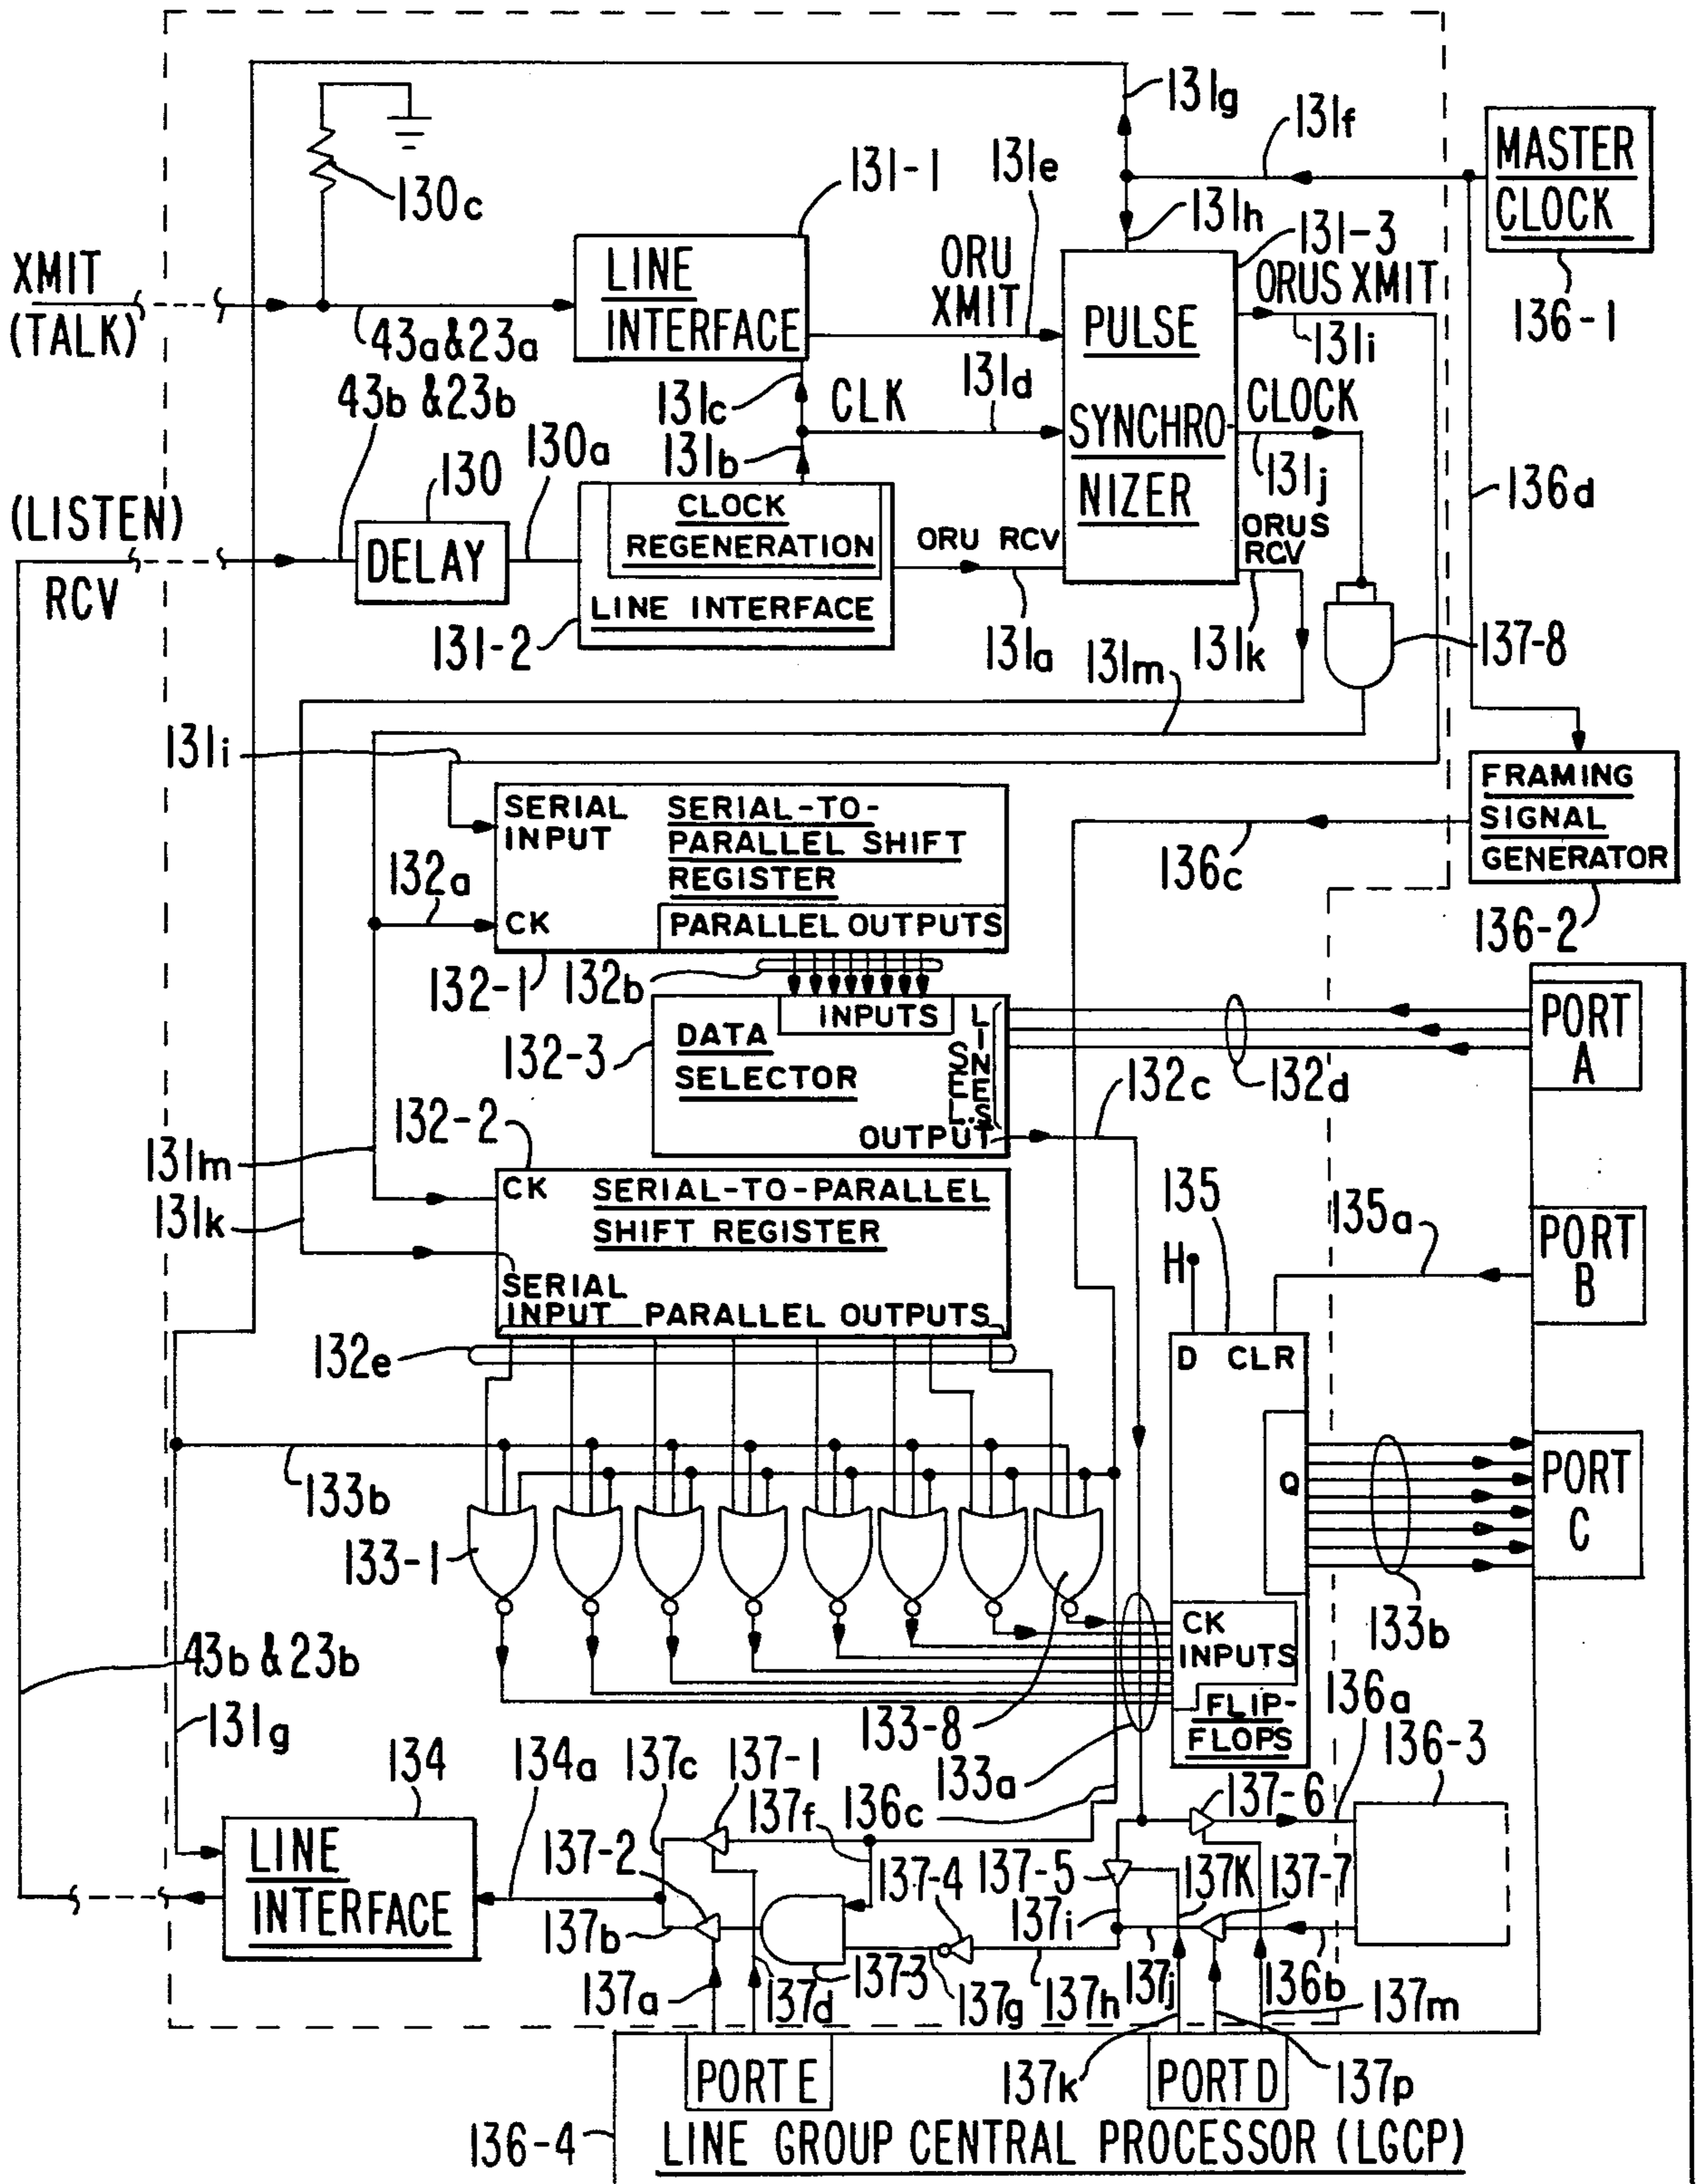 131g
131f
MASTER
CLOCK
130c
131-1
131e
131h
131-3
XMIT
(TALK)
LINE
INTERFACE
ORU
XMIT
ORUS XMIT
136-1
43a&23a
PULSE
SYNCHRO-
NIZER
131i
43b &23b
131c
CLK
131d
CLOCK
131b
130
130a
131j
136d
(LISTEN)
RCV
DELAY
CLOCK
REGENERATION
LINE INTERFACE
ORU RCV
ORUS
RCV
131-2
131a
131k
137-8
131m
131i
SERIAL
INPUT
SERIAL-TO-
PARALLEL SHIFT
REGISTER
FRAMING
SIGNAL
GENERATOR
132a
136c
CK
PARALLEL OUTPUTS
136-2
132-1
132b
INPUTS
LINES
SEL.
PORT
A
132-3
DATA
SELECTOR
132d
132c
OUTPUT
132-2
131m
CK
SERIAL-TO-PARALLEL
SHIFT REGISTER
135
135a
131k
PORT
B
H
SERIAL
INPUT
PARALLEL OUTPUTS
132e
D CLR
133b
Q
PORT
C
133-1
CK
INPUTS
133b
43b &23b
FLIP-
FLOPS
136a
133-8
131g
134
134a
137c
137-1
133a
136-3
137f
136c
137-6
LINE
INTERFACE
137-2
137-4
137-5
137K
137-7
137i
137b
137a
137d
137-3
137g
137h
137j
136b
137m
PORT E
137k
PORT D
137p
136-4
LINE GROUP CENTRAL PROCESSOR (LGCP)